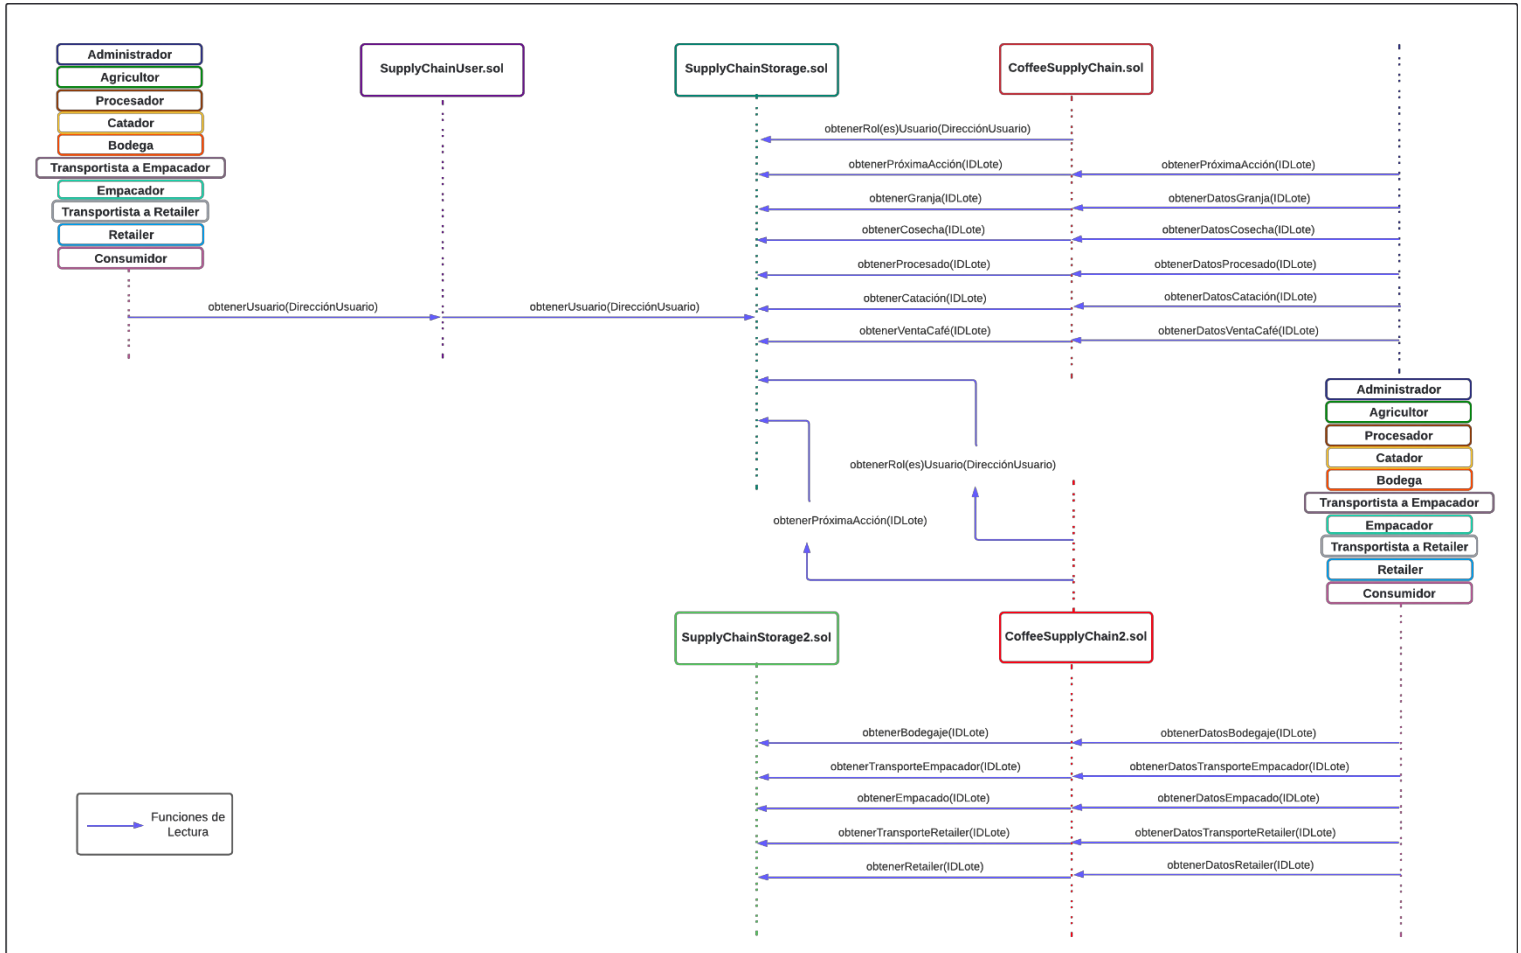 Administrador
Agricultor
Procesador
Catador
Bodega
Transportista a Empacador
Empacador
Transportista a Retailer
Retailer
Consumidor
SupplyChainUser.sol
SupplyChainStorage.sol
CoffeeSupplyChain.sol
obtenerRol(es)Usuario(DirecciónUsuario)
obtenerPróximaAcción(IDLote)
obtenerPróximaAcción(IDLote)
obtenerGranja(IDLote)
obtenerDatosGranja(IDLote)
obtenerCosecha(IDLote)
obtenerDatosCosecha(IDLote)
obtenerProcesado(IDLote)
obtenerDatosProcesado(IDLote)
obtenerCatación(IDLote)
obtenerDatosCatación(IDLote)
obtenerUsuario(DirecciónUsuario)
obtenerUsuario(DirecciónUsuario)
obtenerVentaCafé(IDLote)
obtenerDatosVentaCafé(IDLote)
obtenerRol(es)Usuario(DirecciónUsuario)
obtenerPróximaAcción(IDLote)
Administrador
Agricultor
Procesador
Catador
Bodega
Transportista a Empacador
Empacador
Transportista a Retailer
Retailer
Consumidor
SupplyChainStorage2.sol
CoffeeSupplyChain2.sol
obtenerBodegaje(IDLote)
obtenerDatosBodegaje(IDLote)
obtenerTransporteEmpacador(IDLote)
obtenerDatosTransporteEmpacador(IDLote)
obtenerEmpacado(IDLote)
obtenerDatosEmpacado(IDLote)
obtenerTransporteRetailer(IDLote)
obtenerDatosTransporteRetailer(IDLote)
obtenerRetailer(IDLote)
obtenerDatosRetailer(IDLote)
Funciones de
Lectura